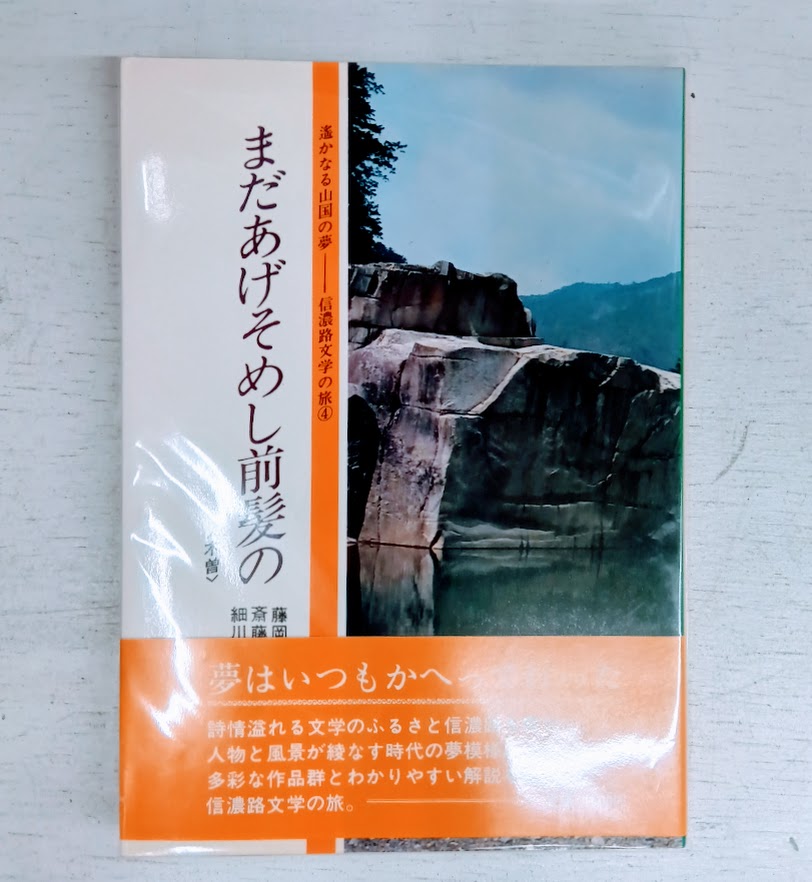 遙かなる山国の夢――信濃路文学の旅④
まだあげそめし前髪の
木曽〉
藤岡
斎藤
細川
夢はいつもかへつ
詩情溢れる文学のふるさと信濃路
人物と風景が綾なす時代の夢模様
多彩な作品群とわかりやすい解説
信濃路文学の旅。